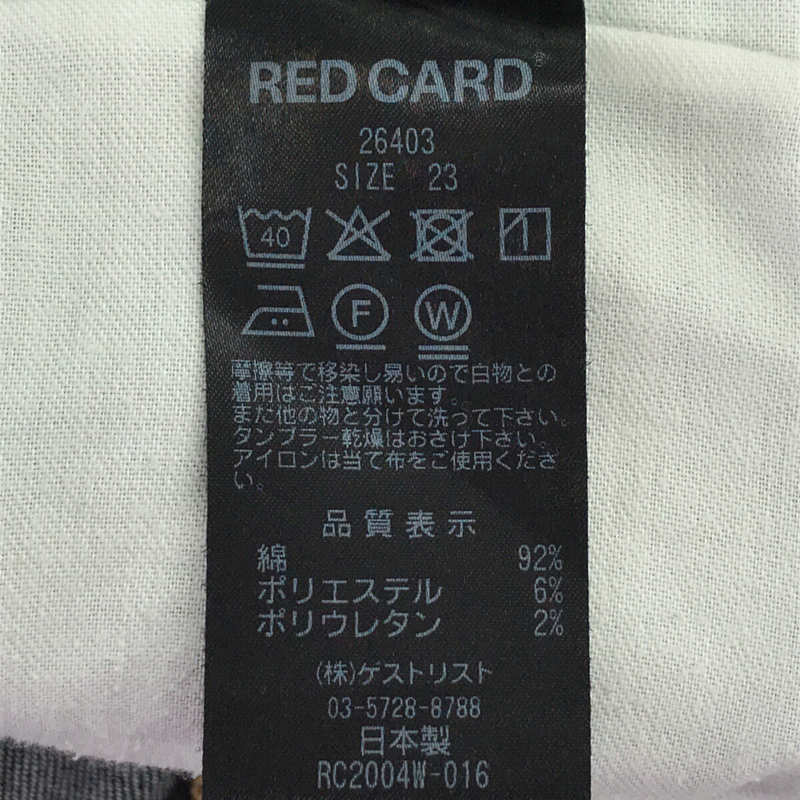 RED CARD®
26403
SIZE 23
40
F W
摩擦等で移染し易いので白物との
着用はご注意願います。
また他の物と分けて洗って下さい。
タンブラー乾燥はおさけ下さい。
アイロンは当て布をご使用くださ
い。
品質表示
綿 92%
ポリエステル 6%
ポリウレタン 2%
(株)ゲストリスト
03-5728-8788
日本製
RC2004W-016